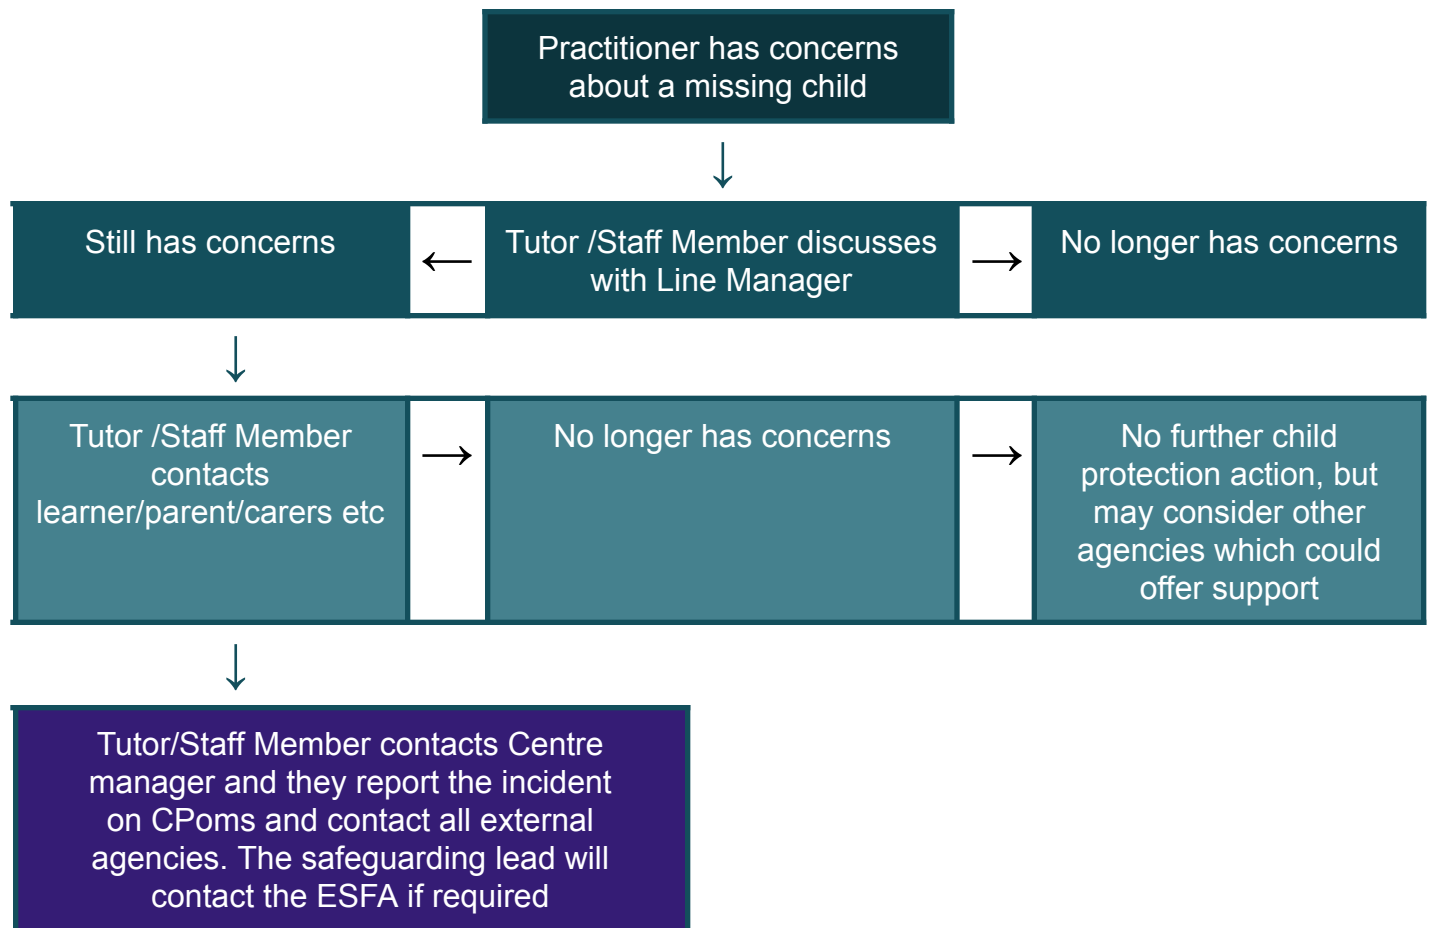 Practitioner has concerns
about a missing child
↓
Still has concerns
←
Tutor /Staff Member discusses
with Line Manager
→
No longer has concerns
↓
Tutor /Staff Member
contacts
learner/parent/carers etc
→
No longer has concerns
→
No further child
protection action, but
may consider other
agencies which could
offer support
↓
Tutor/Staff Member contacts Centre
manager and they report the incident
on CPoms and contact all external
agencies. The safeguarding lead will
contact the ESFA if required